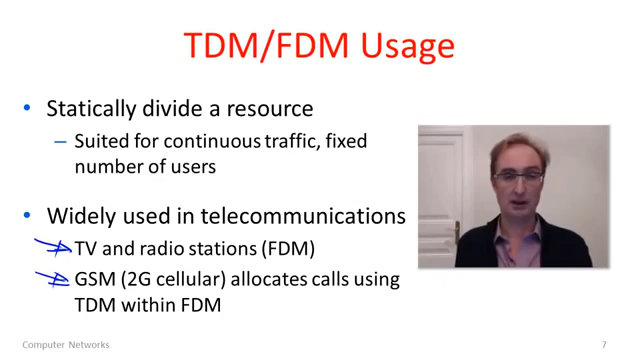 TDM/FDM Usage
• Statically divide a resource
– Suited for continuous traffic, fixed
number of users
• Widely used in telecommunications
TV and radio stations (FDM)
GSM (2G cellular) allocates calls using
TDM within FDM
Computer Networks
7